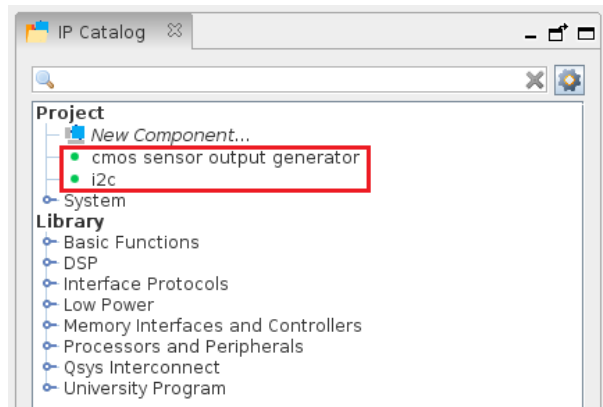 IP Catalog
Project
New Component...
cmos sensor output generator
i2c
System
Library
Basic Functions
DSP
Interface Protocols
Low Power
Memory Interfaces and Controllers
Processors and Peripherals
Qsys Interconnect
University Program